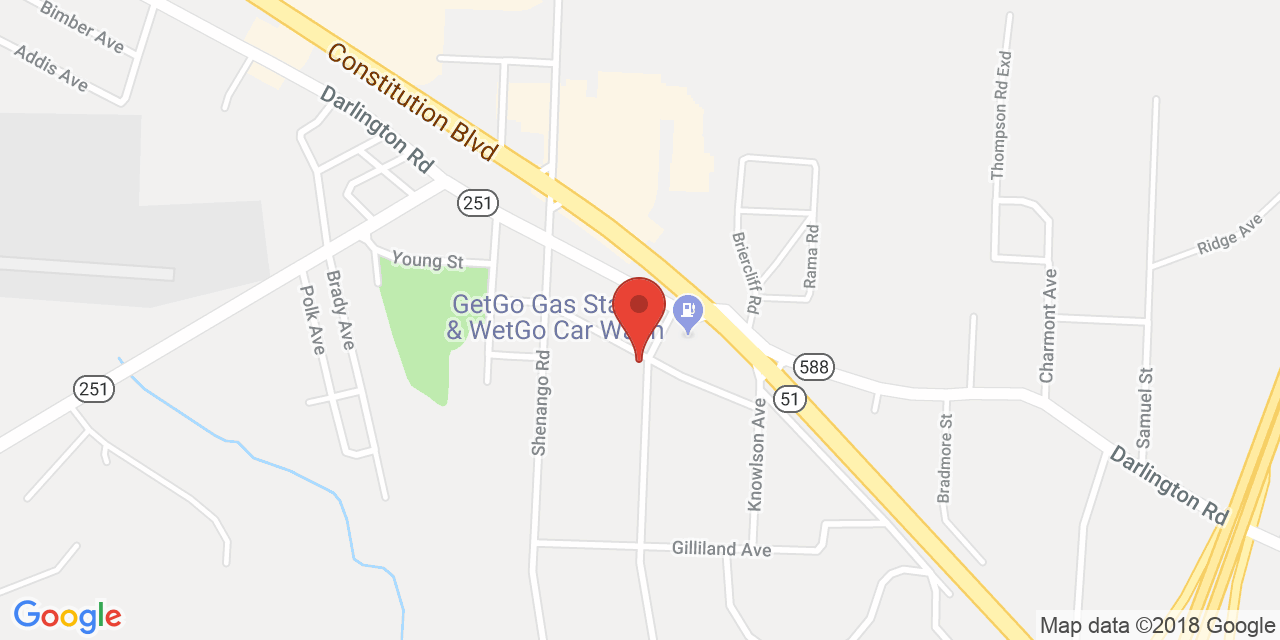 Bimber Ave
Addis Ave
Constitution Blvd
Darlington Rd
Thompson Rd Exd
251
Young St
Ridge Ave
Briercliff Rd
Rama Rd
Brady Ave
Polk Ave
GetGo Gas Sta
& WetGo Car Wash
Charmont Ave
Shenango Rd
588
251
51
Samuel St
Knowlson Ave
Bradmore St
Darlington Rd
Gilliland Ave
Google
Map data ©2018 Google